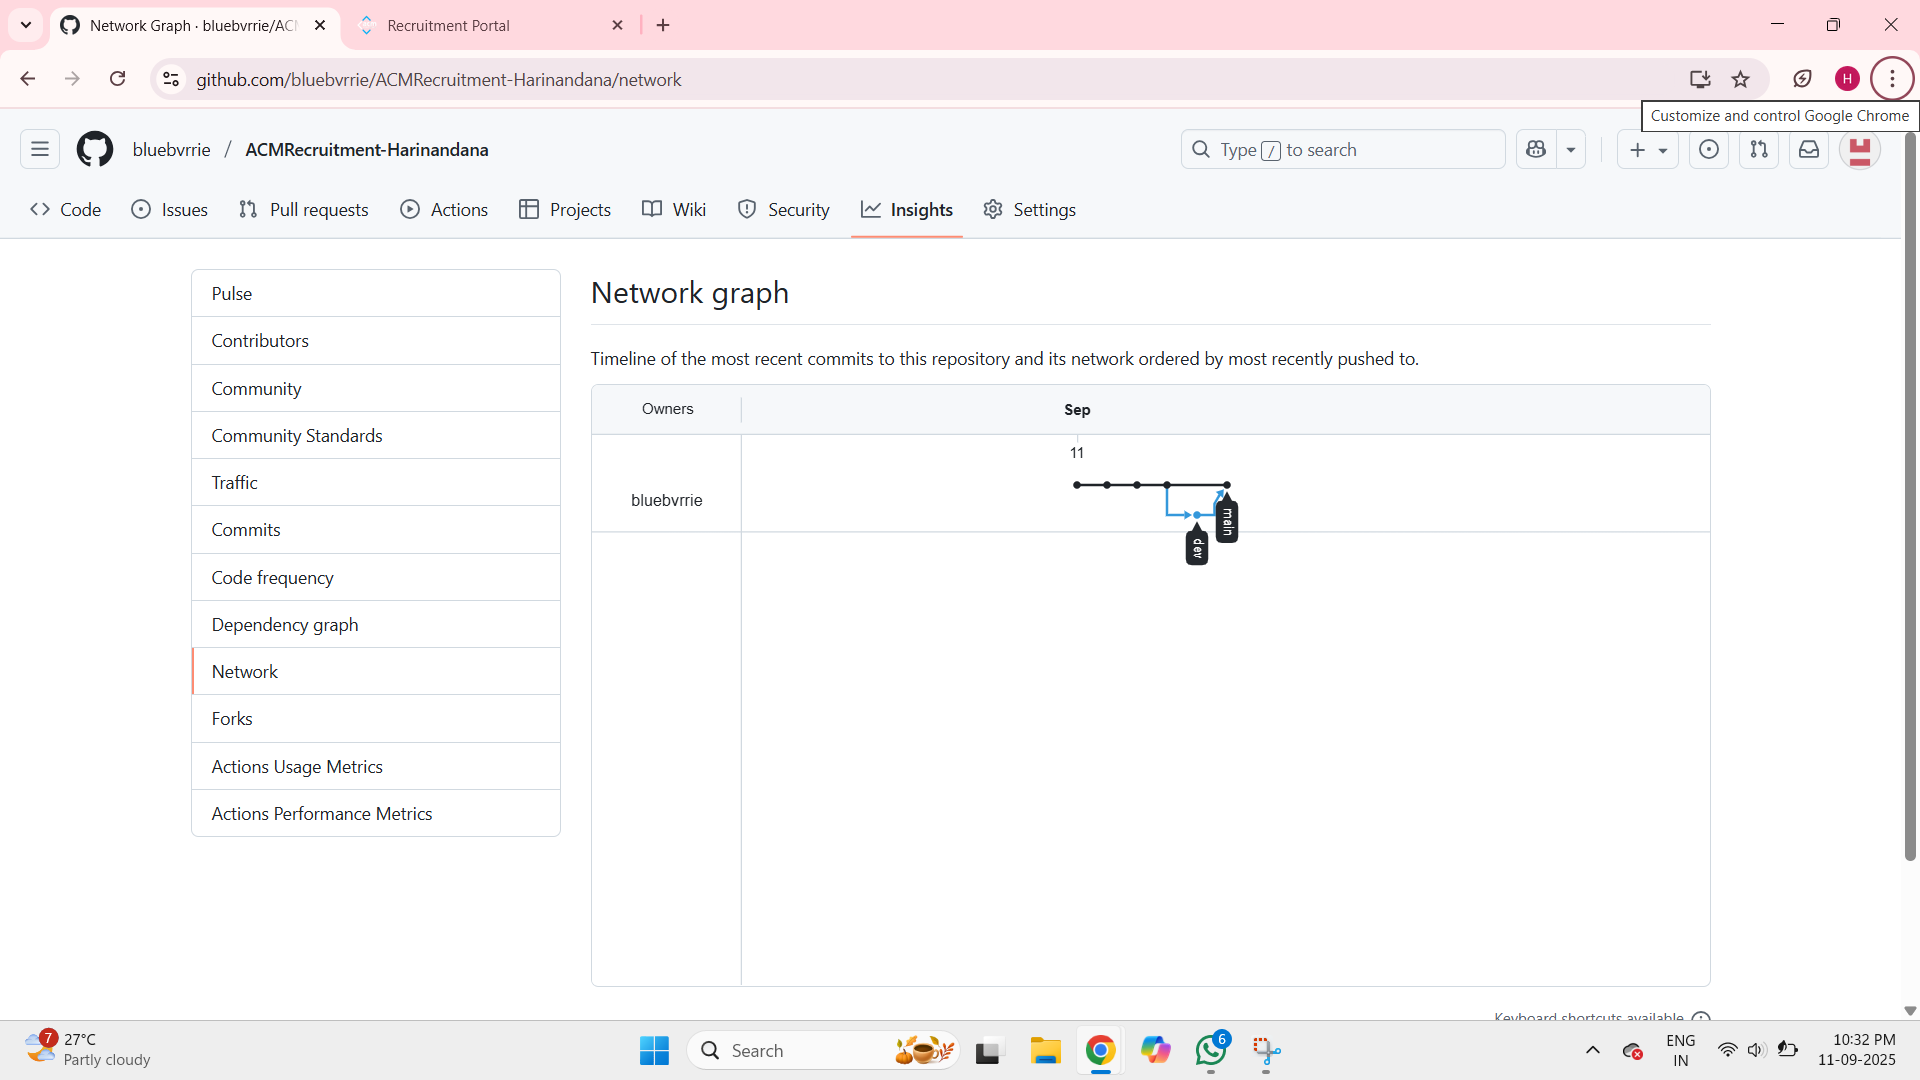 Network Graph · bluebvrrie/ACM
Recruitment Portal
github.com/bluebvrrie/ACMRecruitment-Harinandana/network
H
Customize and control Google Chrome
bluebvrrie / ACMRecruitment-Harinandana
Type / to search
Code
Issues
Pull requests
Actions
Projects
Wiki
Security
Insights
Settings
Pulse
Contributors
Community
Community Standards
Traffic
Commits
Code frequency
Dependency graph
Network
Forks
Actions Usage Metrics
Actions Performance Metrics
Network graph
Timeline of the most recent commits to this repository and its network ordered by most recently pushed to.
Owners
Sep
11
bluebvrrie
main
dev
Keyboard shortcuts available
7
27°C
Partly cloudy
Search
6
ENG
IN
10:32 PM
11-09-2025